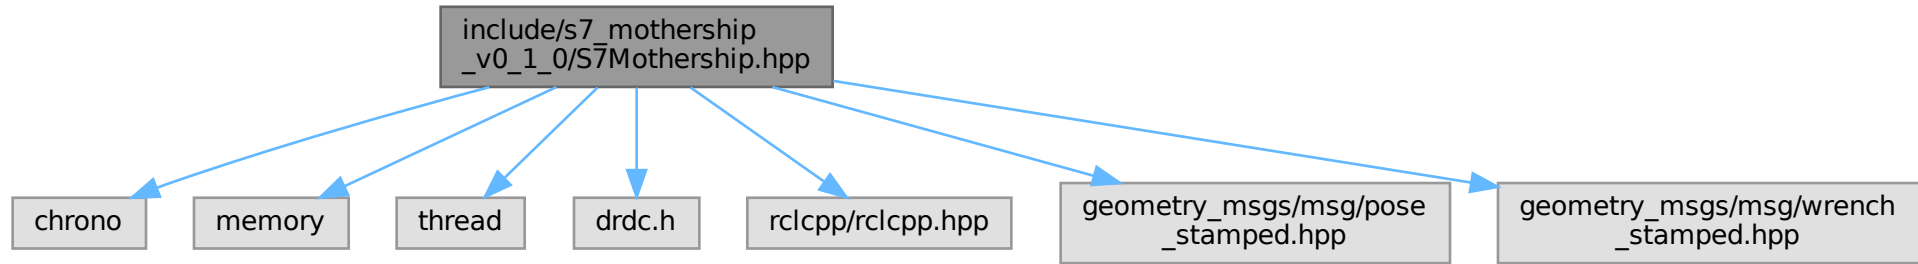 include/s7_mothership
_v0_1_0/S7Mothership.hpp
chrono
memory
thread
drdc.h
rclcpp/rclcpp.hpp
geometry_msgs/msg/pose
_stamped.hpp
geometry_msgs/msg/wrench
_stamped.hpp